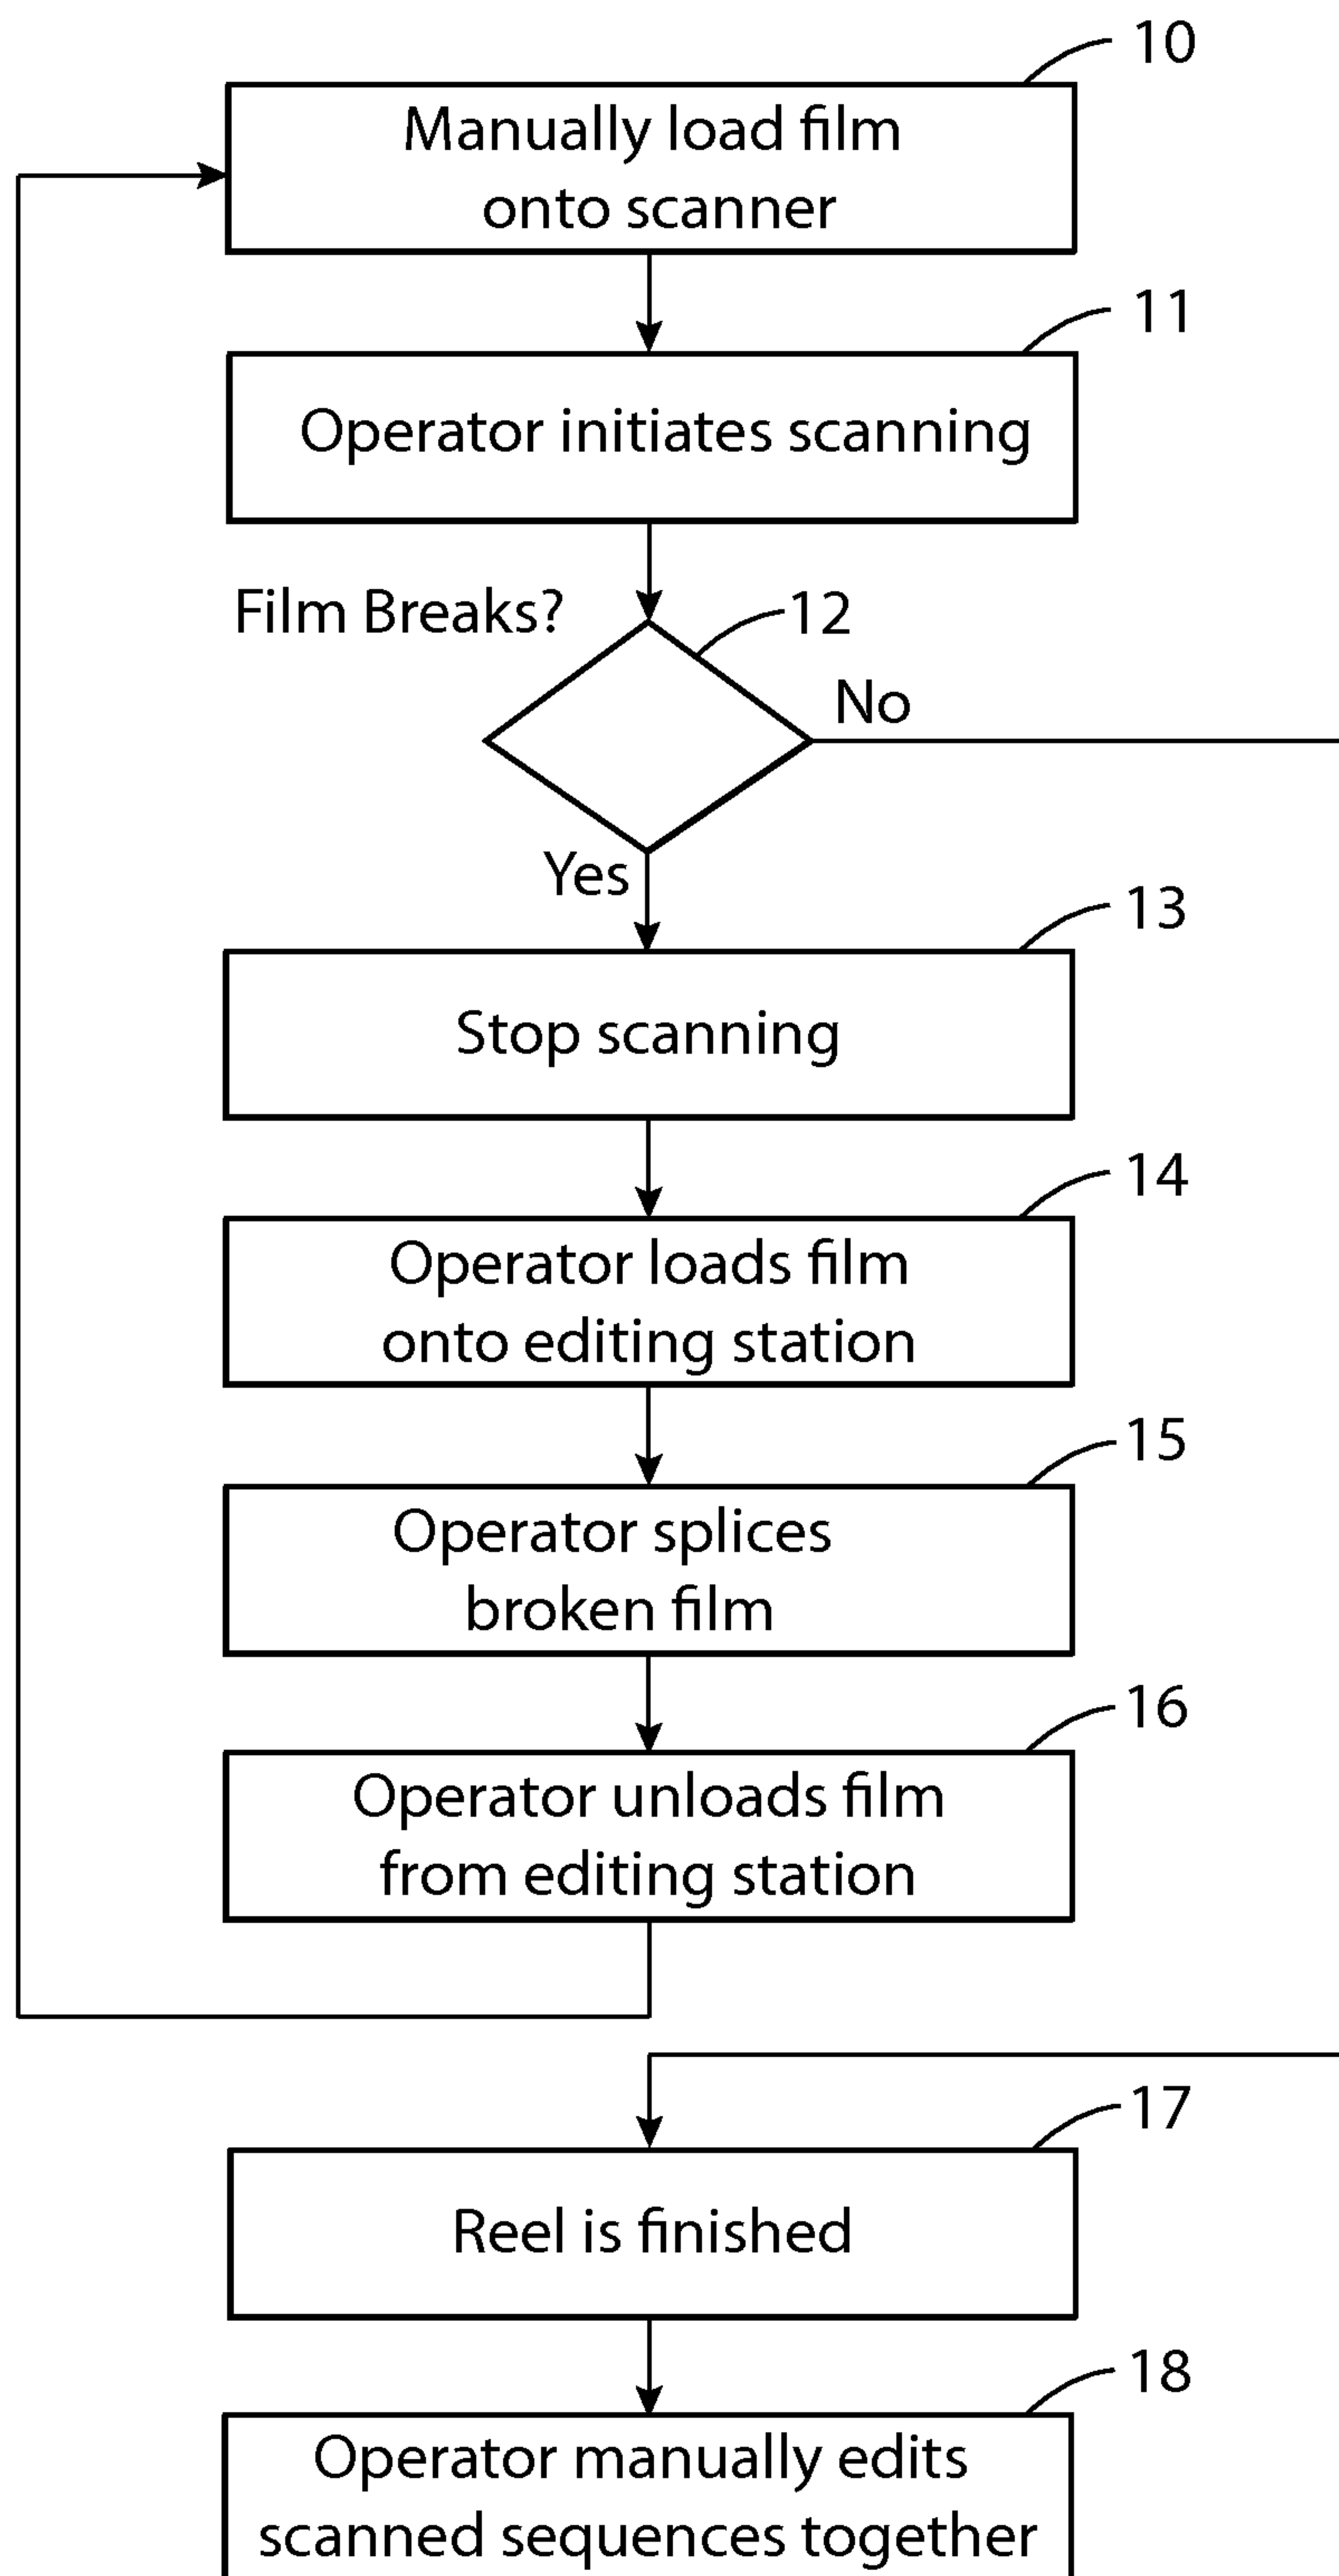 10
Manually load film
onto scanner
11
Operator initiates scanning
Film Breaks?
12
No
Yes
13
Stop scanning
14
Operator loads film
onto editing station
15
Operator splices
broken film
16
Operator unloads film
from editing station
17
Reel is finished
18
Operator manually edits
scanned sequences together